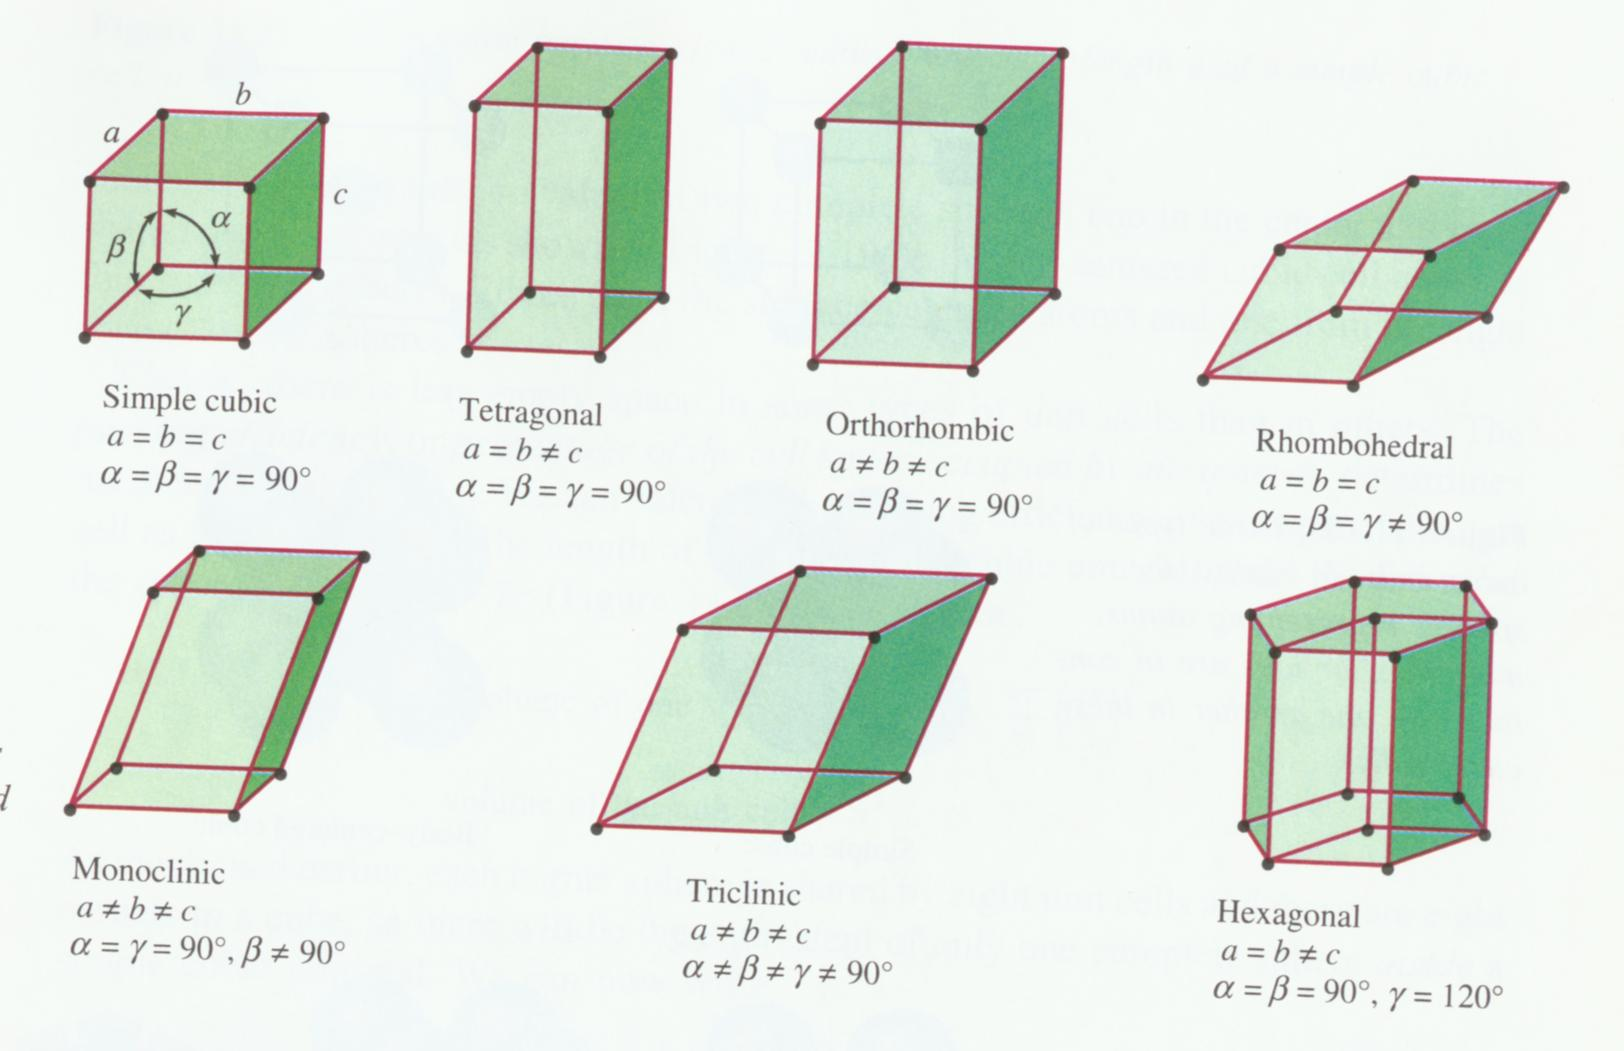 b
a
c
α
β
γ
Simple cubic
a = b = c
α = β = γ = 90°
Tetragonal
a = b ≠ c
α = β = γ = 90°
Orthorhombic
a ≠ b ≠ c
α = β = γ = 90°
Rhombohedral
a = b = c
α = β = γ ≠ 90°
d
Monoclinic
a ≠ b ≠ c
α = γ = 90°, β ≠ 90°
Triclinic
a ≠ b ≠ c
α ≠ β ≠ γ ≠ 90°
Hexagonal
a = b ≠ c
α = β = 90°, γ = 120°